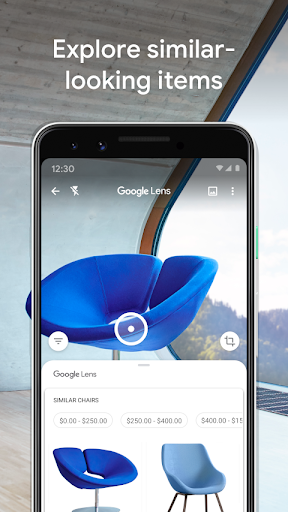 Explore similar-
looking items
12:30
Google Lens
Google Lens
SIMILAR CHAIRS
$0.00 - $250.00
$250.00 - $400.00
$400.00 - $15